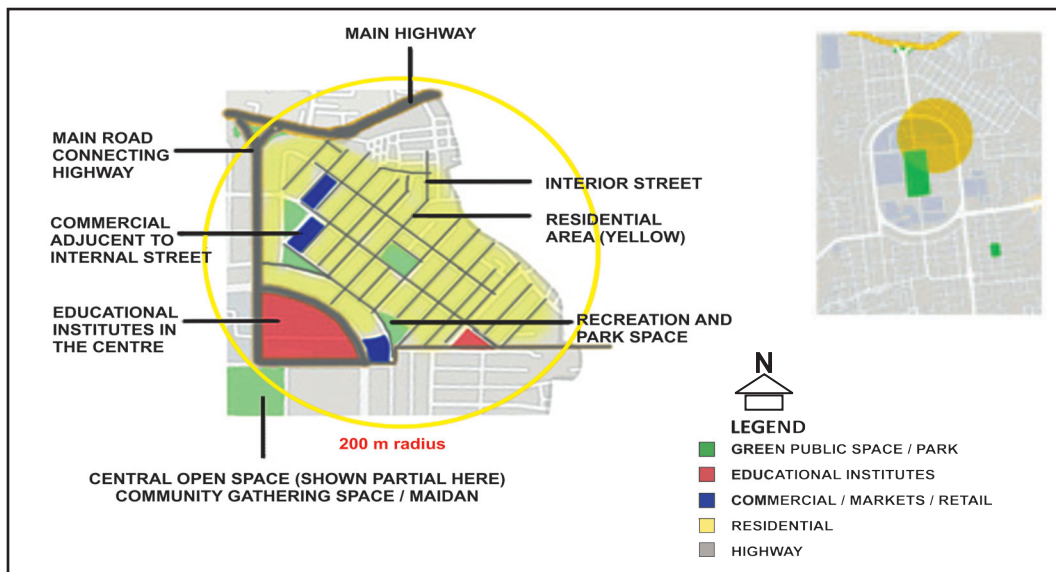 MAIN HIGHWAY
MAIN ROAD
CONNECTING
HIGHWAY
INTERIOR STREET
RESIDENTIAL
AREA (YELLOW)
COMMERCIAL
ADJUCENT TO
INTERNAL STREET
EDUCATIONAL
INSTITUTES IN
THE CENTRE
RECREATION AND
PARK SPACE
200 m radius
CENTRAL OPEN SPACE (SHOWN PARTIAL HERE)
COMMUNITY GATHERING SPACE / MAIDAN
N
LEGEND
GREEN PUBLIC SPACE / PARK
EDUCATIONAL INSTITUTES
COMMERCIAL / MARKETS / RETAIL
RESIDENTIAL
HIGHWAY